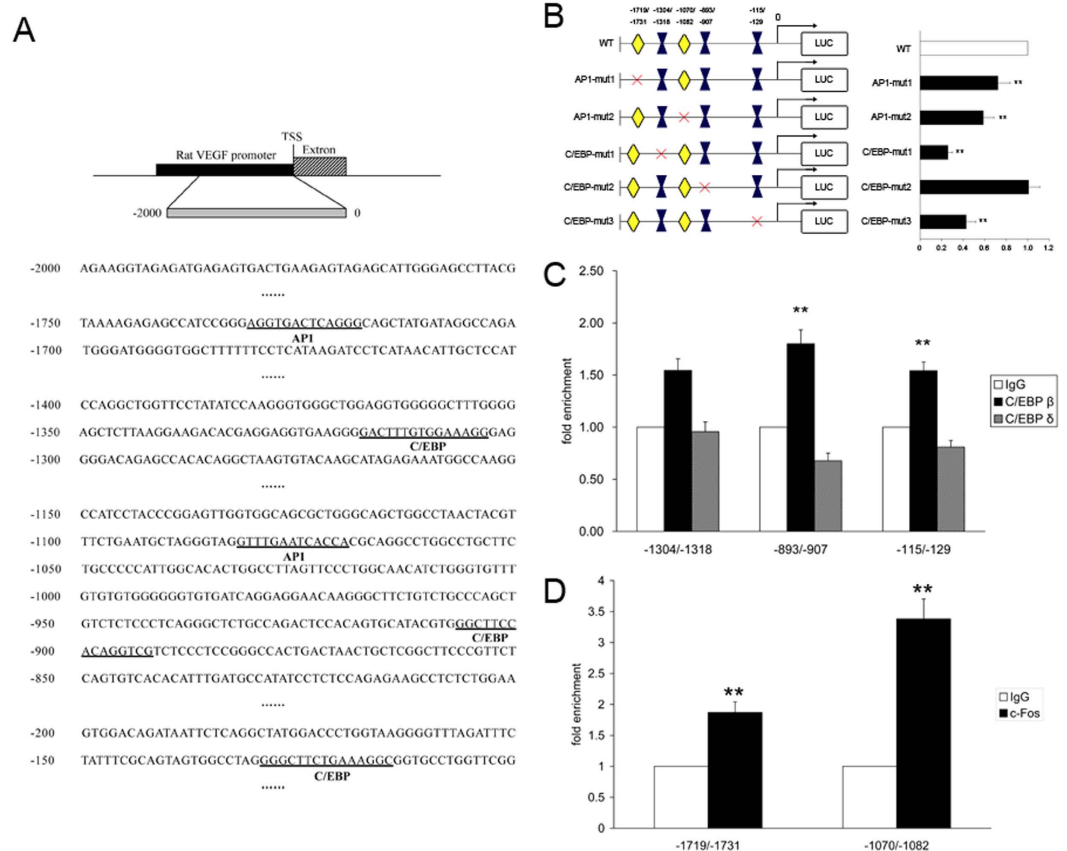 A
TSS
Rat VEGF promoter
Extron
-2000
0
-2000 AGAAGGTAGAGATGAGAGTGACTGAAGAGTAGAGCATTGGGAGCCTTACG
......
-1750 TAAAAGAGAGCCATCCGGGAGGTGACTCAGGGCAGCTATGATAGGCCAGA
AP1
-1700 TGGGATGGGGTGGCTTTTTTCCTCATAAGATCCTCATAACATTGCTCCAT
......
-1400 CCAGGCTGGTTCCTATATCCAAGGGTGGGCTGGAGGTGGGGGCTTTGGGG
-1350 AGCTCTTAAGGAAGACACGAGGAGGTGAAGGGGACTTTGTGGAAAGGGAG
C/EBP
-1300 GGGACAGAGCCACACAGGCTAAGTGTACAAGCATAGAGAAATGGCCAAGG
......
-1150 CCATCCTACCCGGAGTTGGTGGCAGCGCTGGGCAGCTGGCCTAACTACGT
-1100 TTCTGAATGCTAGGGTAGGTTTGAATCACCACGCAGGCCTGGCCTGCTTC
AP1
-1050 TGCCCCCATTGGCACACTGGCCTTAGTTCCCTGGCAACATCTGGGTGTTT
-1000 GTGTGTGGGGGGTGTGATCAGGAGGAACAAGGGCTTCTGTCTGCCCAGCT
-950 GTCTCTCCCTCAGGGCTCTGCCAGACTCCACAGTGCATACGTGGGCTTCC
C/EBP
-900 ACAGGTCGTCTCCCTCCGGGCCACTGACTAACTGCTCGGCTTCCCGTTCT
-850 CAGTGTCACACATTTGATGCCATATCCTCTCCAGAGAAGCCTCTCTGGAA
......
-200 GTGGACAGATAATTCTCAGGCTATGGACCCTGGTAAGGGGTTTAGATTTC
-150 TATTTCGCAGTAGTGGCCTAGGGGCTTCTGAAAGGCGGTGCCTGGTTCGG
C/EBP
......
B
-1719/ -1304/ -1070/ -893/ -115/
-1731 -1318 -1082 -907 -129 0
WT LUC
AP1-mut1 LUC
AP1-mut2 LUC
C/EBP-mut1 LUC
C/EBP-mut2 LUC
C/EBP-mut3 LUC
WT
AP1-mut1 **
AP1-mut2 **
C/EBP-mut1 **
C/EBP-mut2
C/EBP-mut3 **
0 0.2 0.4 0.6 0.8 1.0 1.2
C
fold enrichment
2.50
2.00
1.50
1.00
0.50
0.00
**
**
-1304/-1318 -893/-907 -115/-129
IgG
C/EBP β
C/EBP δ
D
fold enrichment
4
3.5
3
2.5
2
1.5
1
0.5
0
**
**
-1719/-1731 -1070/-1082
IgG
c-Fos